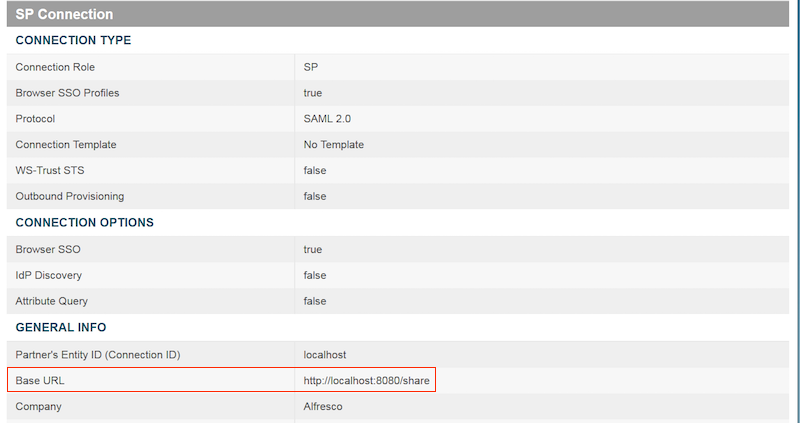 SP Connection
CONNECTION TYPE
Connection Role SP
Browser SSO Profiles true
Protocol SAML 2.0
Connection Template No Template
WS-Trust STS false
Outbound Provisioning false
CONNECTION OPTIONS
Browser SSO true
IdP Discovery false
Attribute Query false
GENERAL INFO
Partner's Entity ID (Connection ID) localhost
Base URL http://localhost:8080/share
Company Alfresco